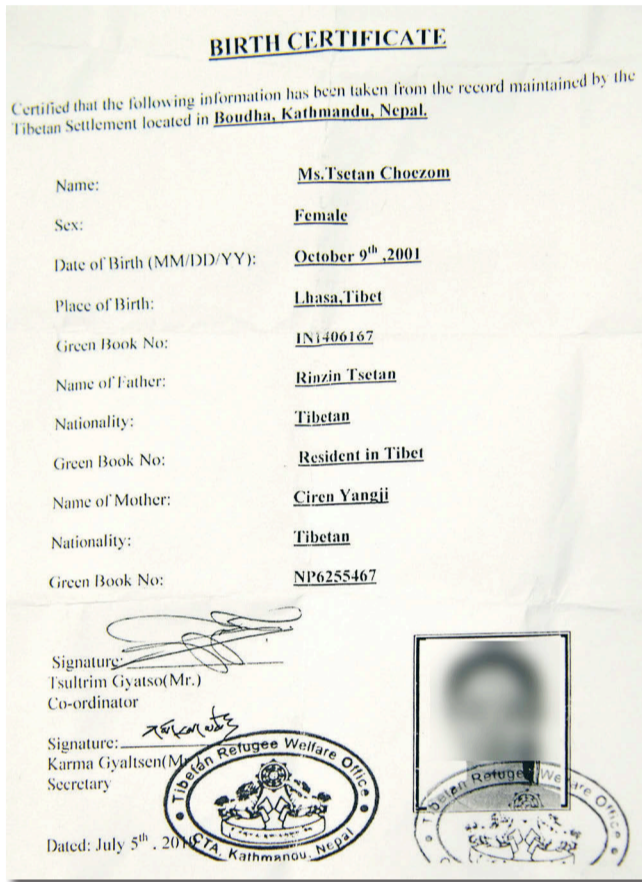 BIRTH CERTIFICATE
Certified that the following information has been taken from the record maintained by the
Tibetan Settlement located in Boudha, Kathmandu, Nepal.
Name: Ms.Tsetan Choezom
Sex: Female
Date of Birth (MM/DD/YY): October 9th ,2001
Place of Birth: Lhasa,Tibet
Green Book No: IN1406167
Name of Father: Rinzin Tsetan
Nationality: Tibetan
Green Book No: Resident in Tibet
Name of Mother: Ciren Yangji
Nationality: Tibetan
Green Book No: NP6255467
Signature:
Tsultrim Gyatso(Mr.)
Co-ordinator
Signature:
Karma Gyaltsen(M
Secretary
Dated: July 5th . 201
Tibetan Refugee Welfare Office
CTA, Kathmandu, Nepal
Tibetan Refugee Welfare Office